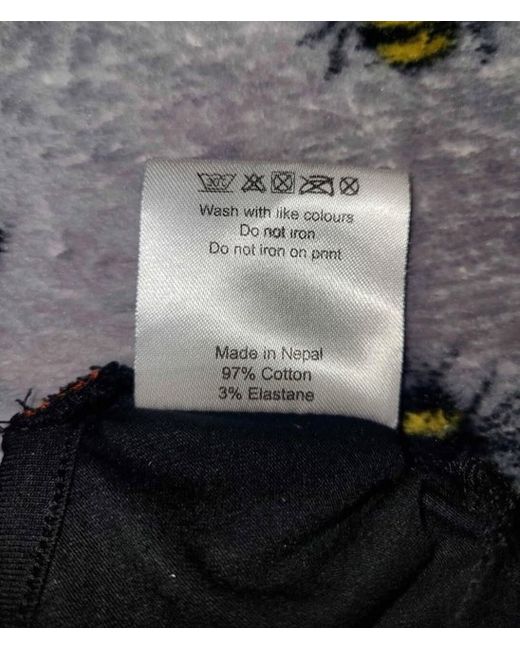 30°
Wash with like colours
Do not iron
Do not iron on print
Made in Nepal
97% Cotton
3% Elastane